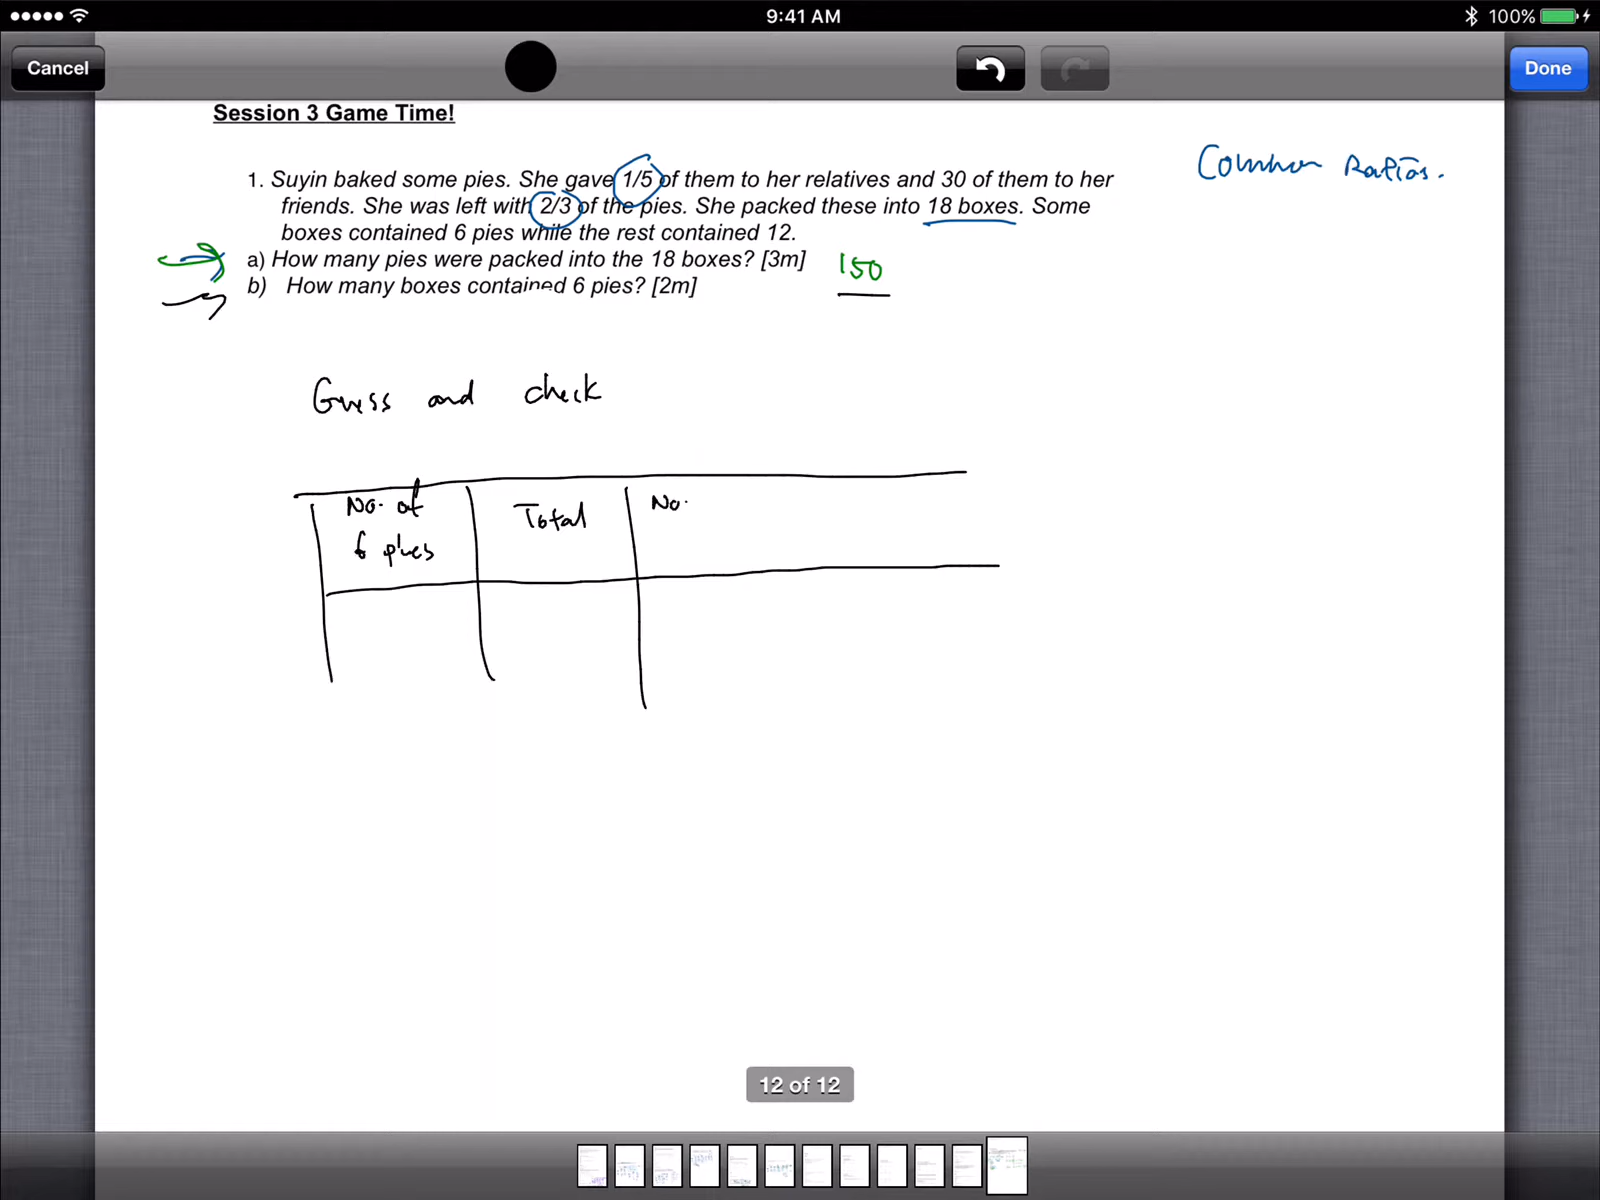 9:41 AM
100%
Cancel
Done
Session 3 Game Time!
Common Ratios.
1. Suyin baked some pies. She gave 1/5 of them to her relatives and 30 of them to her
friends. She was left with 2/3 of the pies. She packed these into 18 boxes. Some
boxes contained 6 pies while the rest contained 12.
a) How many pies were packed into the 18 boxes? [3m] 150
b) How many boxes contained 6 pies? [2m]
Guess and check
No. of
6 pies
Total
No.
12 of 12